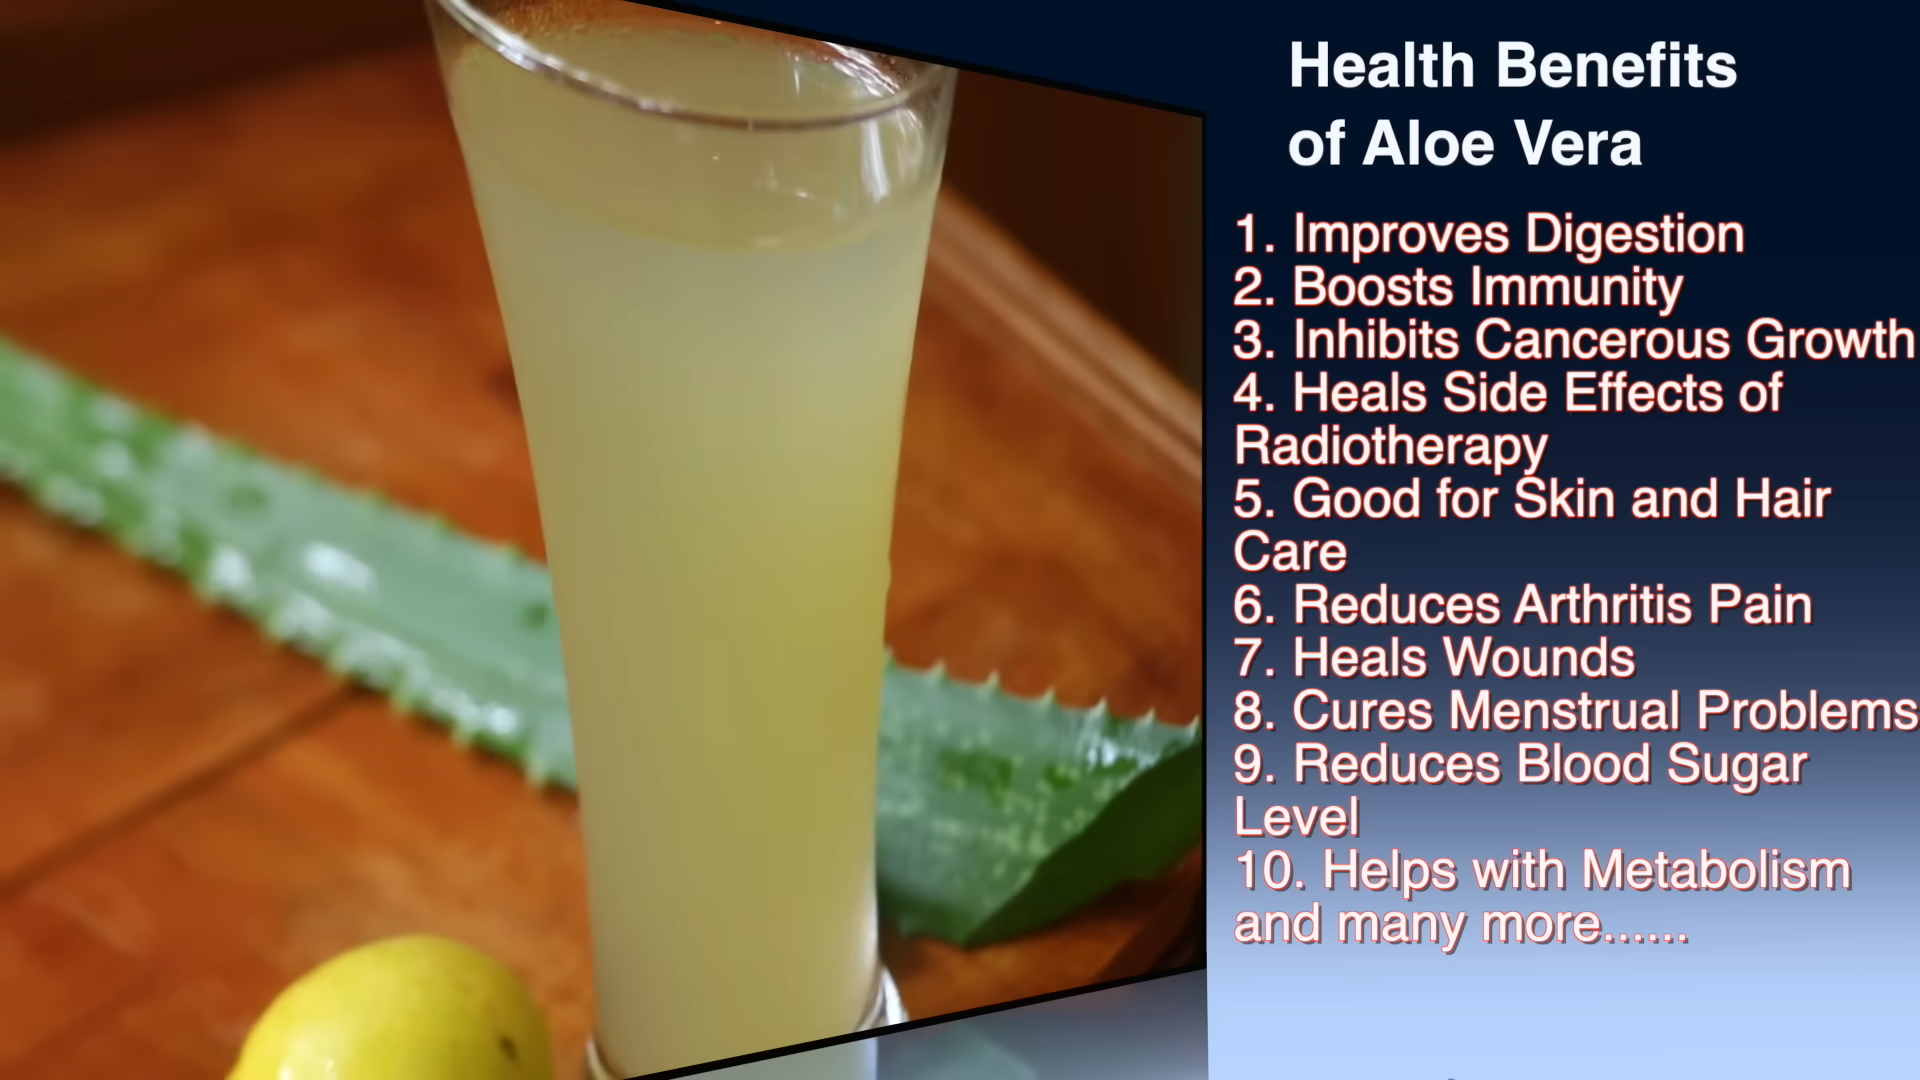 Health Benefits
of Aloe Vera
1. Improves Digestion
2. Boosts Immunity
3. Inhibits Cancerous Growth
4. Heals Side Effects of
Radiotherapy
5. Good for Skin and Hair
Care
6. Reduces Arthritis Pain
7. Heals Wounds
8. Cures Menstrual Problems
9. Reduces Blood Sugar
Level
10. Helps with Metabolism
and many more......